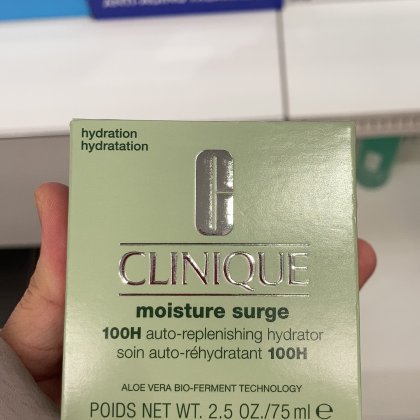 hydration
hydratation
CLINIQUE
moisture surge
100H auto-replenishing hydrator
soin auto-réhydratant 100H
ALOE VERA BIO-FERMENT TECHNOLOGY
POIDS NET WT. 2.5 OZ./75 ml ℮